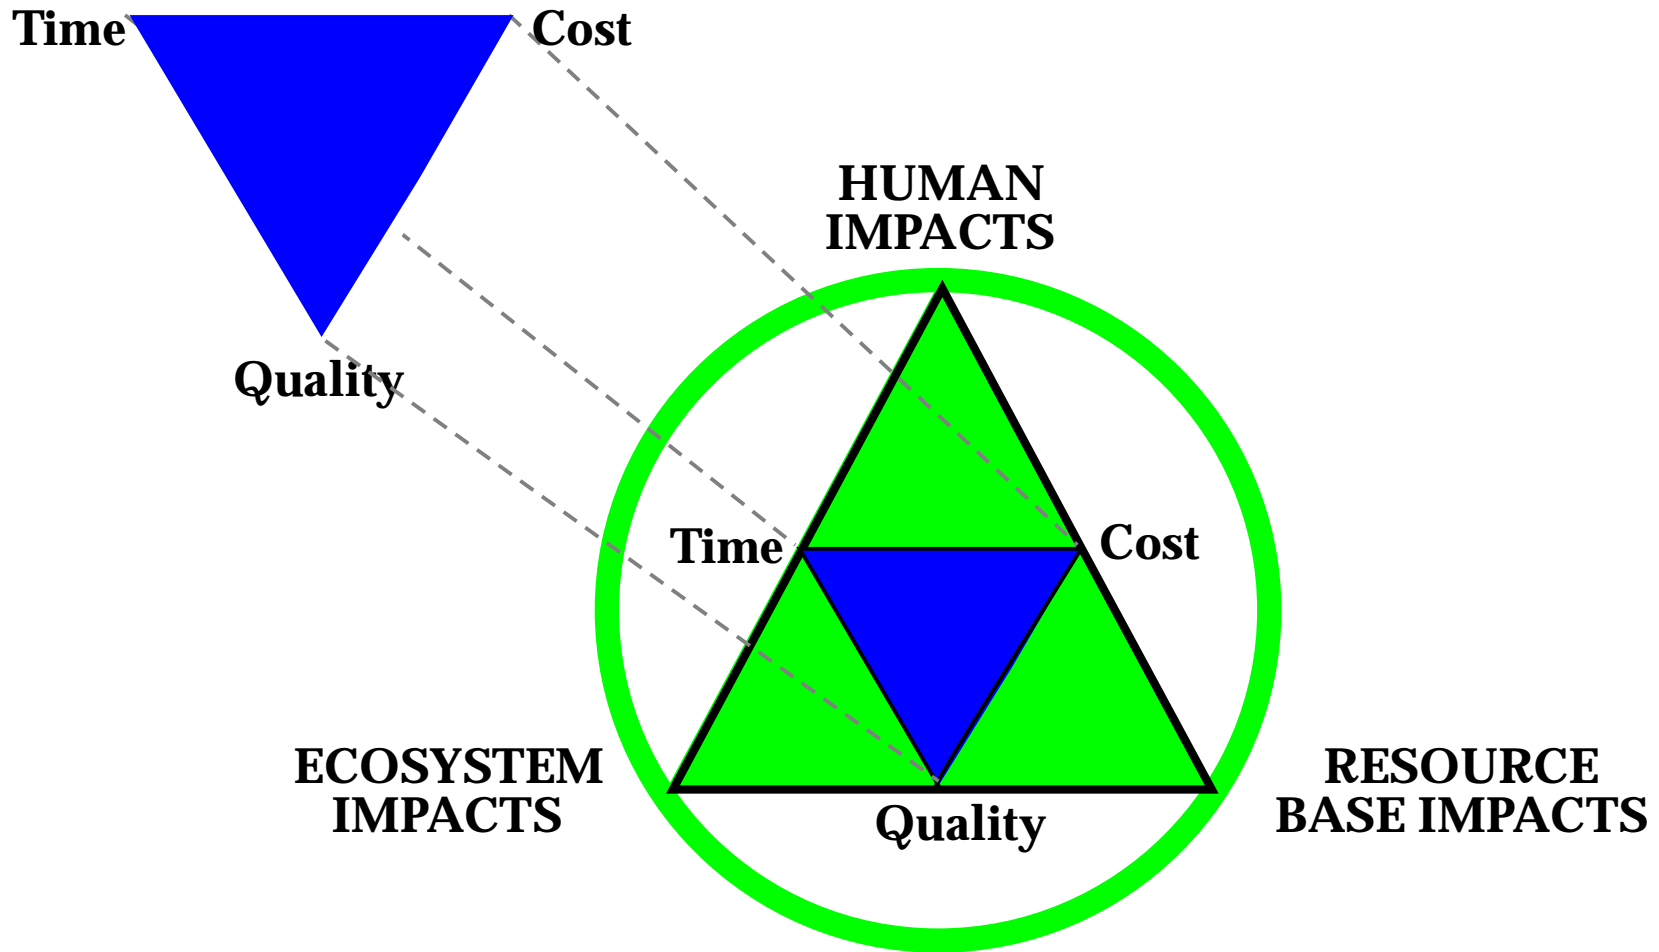 Time
Cost
Quality
HUMAN
IMPACTS
Time
Cost
ECOSYSTEM
IMPACTS
Quality
RESOURCE
BASE IMPACTS